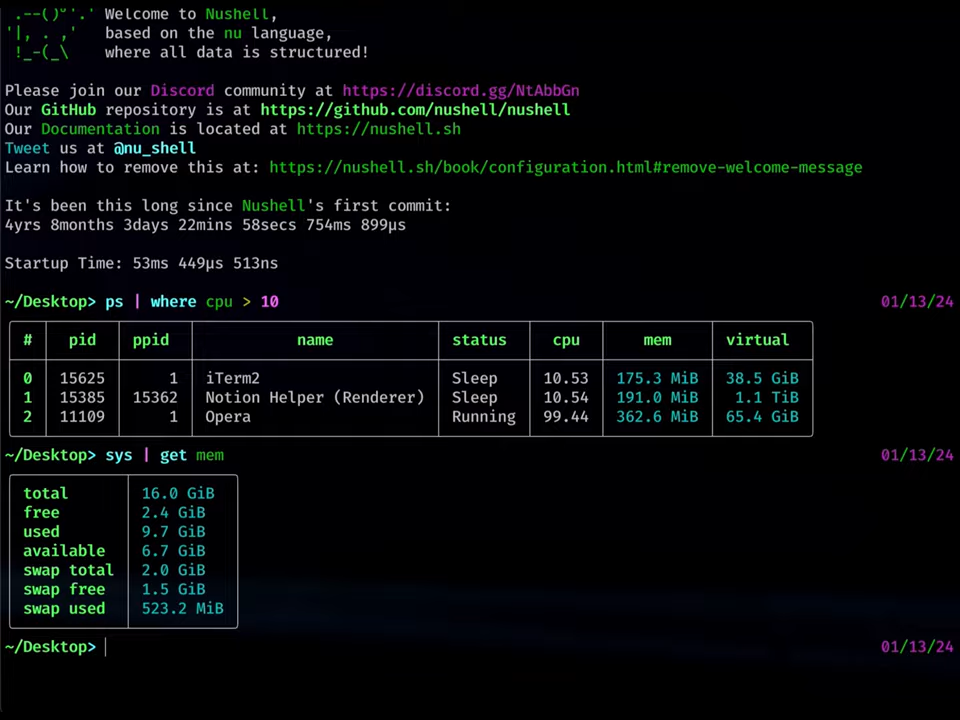 Welcome to Nushell,
based on the nu language,
where all data is structured!
Please join our Discord community at https://discord.gg/NtAbbGn
Our GitHub repository is at https://github.com/nushell/nushell
Our Documentation is located at https://nushell.sh
Tweet us at @nu_shell
Learn how to remove this at: https://nushell.sh/book/configuration.html#remove-welcome-message
It's been this long since Nushell's first commit:
4yrs 8months 3days 22mins 58secs 754ms 899µs
Startup Time: 53ms 449µs 513ns
~/Desktop> ps | where cpu > 10 01/13/24
# pid ppid name status cpu mem virtual
0 15625 1 iTerm2 Sleep 10.53 175.3 MiB 38.5 GiB
1 15385 15362 Notion Helper (Renderer) Sleep 10.54 191.0 MiB 1.1 TiB
2 11109 1 Opera Running 99.44 362.6 MiB 65.4 GiB
~/Desktop> sys | get mem 01/13/24
total 16.0 GiB
free 2.4 GiB
used 9.7 GiB
available 6.7 GiB
swap total 2.0 GiB
swap free 1.5 GiB
swap used 523.2 MiB
~/Desktop> 01/13/24